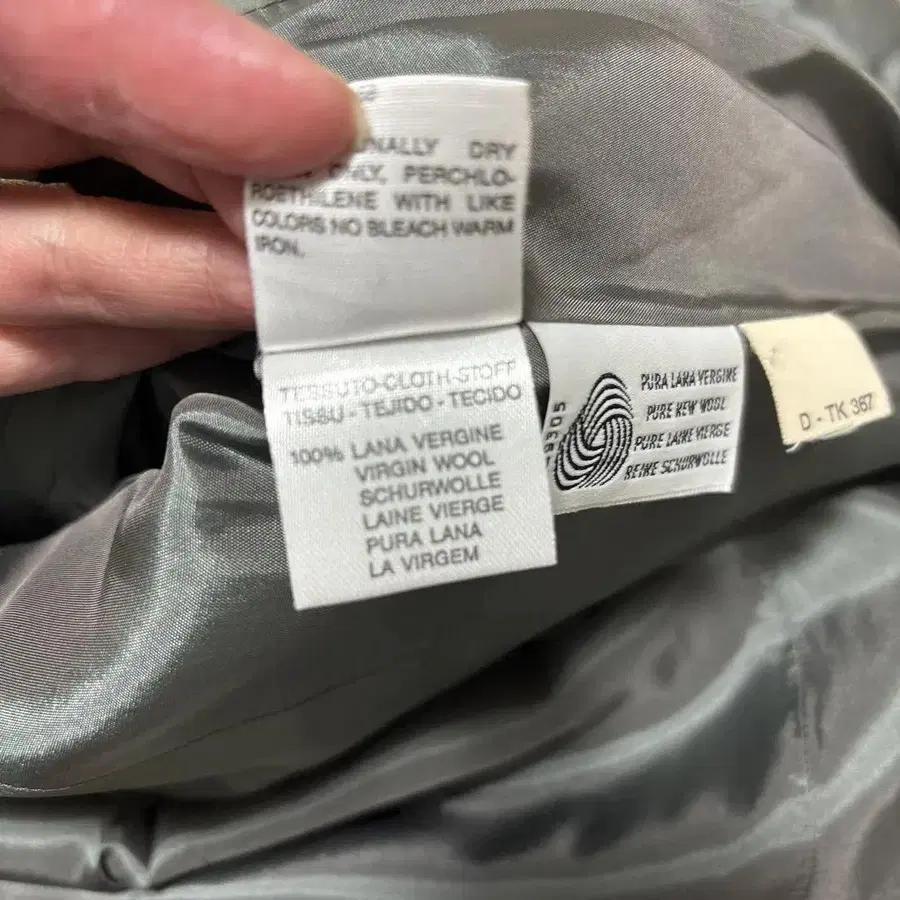 DRY
ONLY, PERCHLO-
ROETHILENE WITH LIKE
COLORS NO BLEACH WARM
IRON.
TESSUTO-CLOTH-STOFF
TISSU - TEJIDO - TECIDO
100% LANA VERGINE
VIRGIN WOOL
SCHURWOLLE
LAINE VIERGE
PURA LANA
LA VIRGEM
9305
PURA LANA VERGINE
PURE NEW WOOL
PURE LAINE VIERGE
REINE SCHURWOLLE
D - TK 367